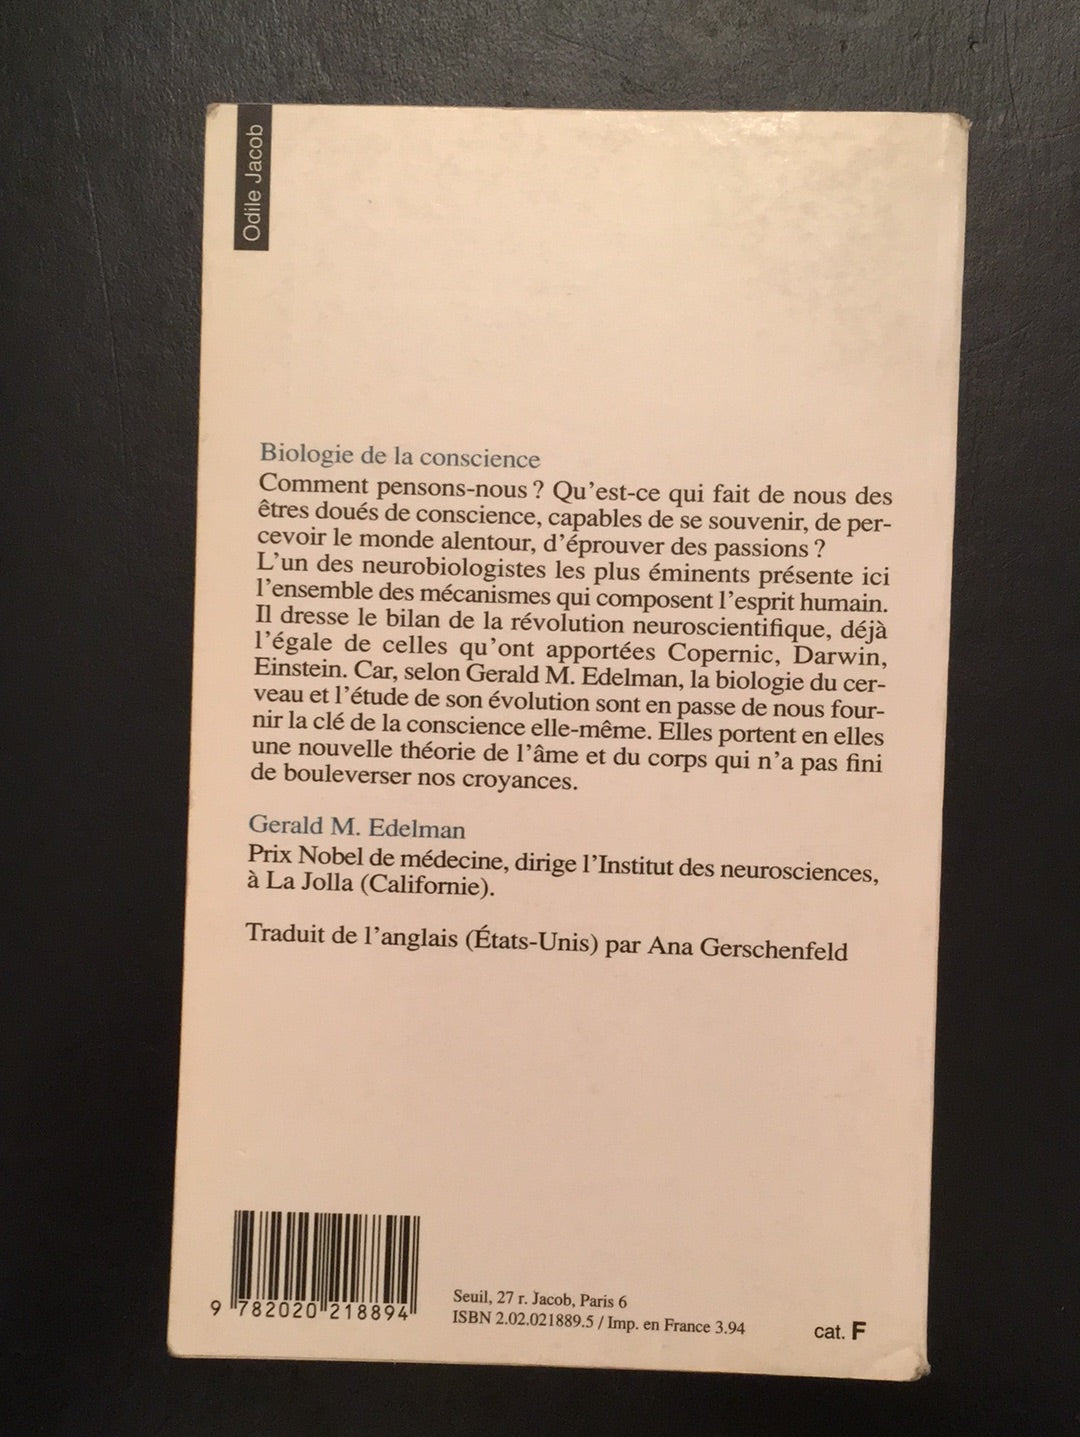 Odile Jacob
Biologie de la conscience
Comment pensons-nous ? Qu'est-ce qui fait de nous des
êtres doués de conscience, capables de se souvenir, de per-
cevoir le monde alentour, d'éprouver des passions ?
L'un des neurobiologistes les plus éminents présente ici
l'ensemble des mécanismes qui composent l'esprit humain.
Il dresse le bilan de la révolution neuroscientifique, déjà
l'égale de celles qu'ont apportées Copernic, Darwin,
Einstein. Car, selon Gerald M. Edelman, la biologie du cer-
veau et l'étude de son évolution sont en passe de nous four-
nir la clé de la conscience elle-même. Elles portent en elles
une nouvelle théorie de l'âme et du corps qui n'a pas fini
de bouleverser nos croyances.
Gerald M. Edelman
Prix Nobel de médecine, dirige l'Institut des neurosciences,
à La Jolla (Californie).
Traduit de l'anglais (États-Unis) par Ana Gerschenfeld
9 782020 218894
Seuil, 27 r. Jacob, Paris 6
ISBN 2.02.021889.5 / Imp. en France 3.94
cat. F